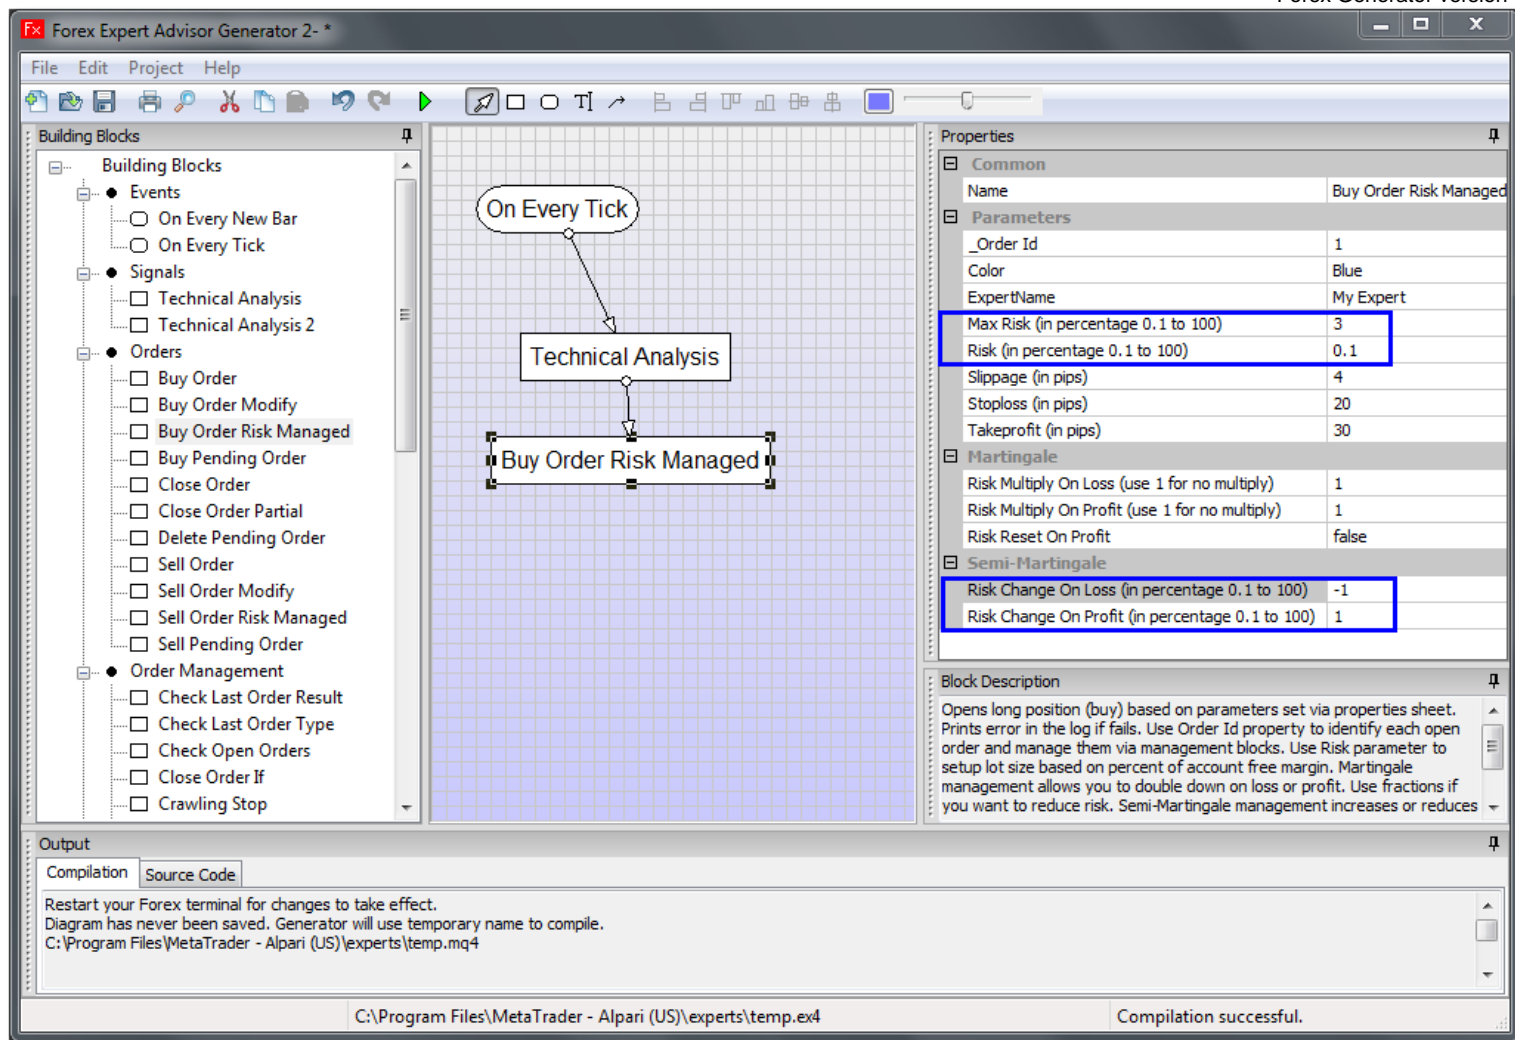 Forex Generator version
Fx Forex Expert Advisor Generator 2- *
File Edit Project Help
Building Blocks
Building Blocks
Events
On Every New Bar
On Every Tick
Signals
Technical Analysis
Technical Analysis 2
Orders
Buy Order
Buy Order Modify
Buy Order Risk Managed
Buy Pending Order
Close Order
Close Order Partial
Delete Pending Order
Sell Order
Sell Order Modify
Sell Order Risk Managed
Sell Pending Order
Order Management
Check Last Order Result
Check Last Order Type
Check Open Orders
Close Order If
Crawling Stop
On Every Tick
Technical Analysis
Buy Order Risk Managed
Properties
Common
Name Buy Order Risk Managed
Parameters
_Order Id 1
Color Blue
ExpertName My Expert
Max Risk (in percentage 0.1 to 100) 3
Risk (in percentage 0.1 to 100) 0.1
Slippage (in pips) 4
Stoploss (in pips) 20
Takeprofit (in pips) 30
Martingale
Risk Multiply On Loss (use 1 for no multiply) 1
Risk Multiply On Profit (use 1 for no multiply) 1
Risk Reset On Profit false
Semi-Martingale
Risk Change On Loss (in percentage 0.1 to 100) -1
Risk Change On Profit (in percentage 0.1 to 100) 1
Block Description
Opens long position (buy) based on parameters set via properties sheet.
Prints error in the log if fails. Use Order Id property to identify each open
order and manage them via management blocks. Use Risk parameter to
setup lot size based on percent of account free margin. Martingale
management allows you to double down on loss or profit. Use fractions if
you want to reduce risk. Semi-Martingale management increases or reduces
Output
Compilation Source Code
Restart your Forex terminal for changes to take effect.
Diagram has never been saved. Generator will use temporary name to compile.
C:\Program Files\MetaTrader - Alpari (US)\experts\temp.mq4
C:\Program Files\MetaTrader - Alpari (US)\experts\temp.ex4 Compilation successful.